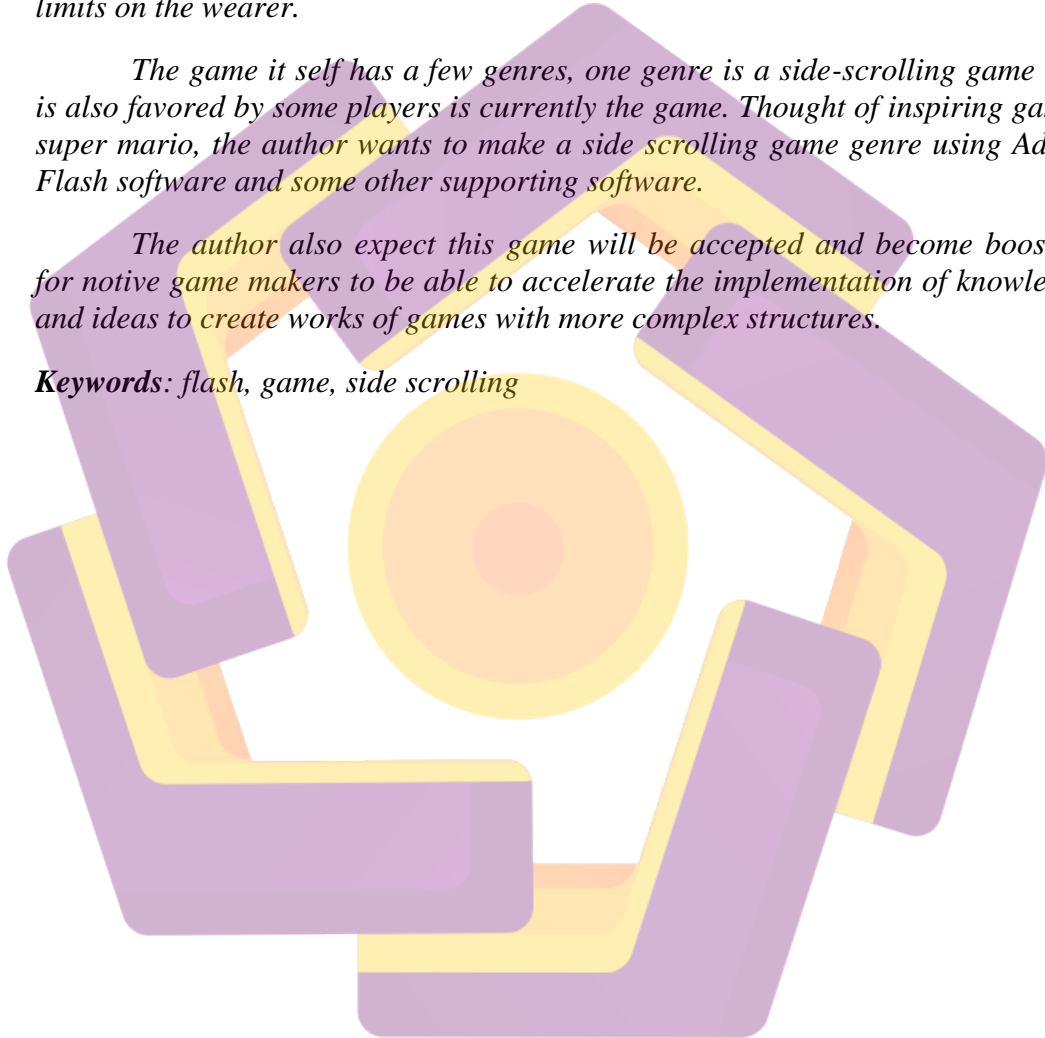 limits on the wearer.
The game it self has a few genres, one genre is a side-scrolling game
is also favored by some players is currently the game. Thought of inspiring ga
super mario, the author wants to make a side scrolling game genre using Ad
Flash software and some other supporting software.
The author also expect this game will be accepted and become boos
for notive game makers to be able to accelerate the implementation of knowle
and ideas to create works of games with more complex structures.
Keywords: flash, game, side scrolling